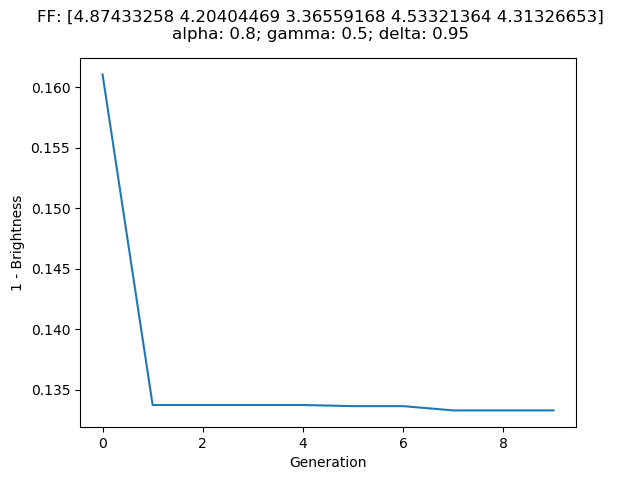 FF: [4.87433258 4.20404469 3.36559168 4.53321364 4.31326653]
alpha: 0.8; gamma: 0.5; delta: 0.95
0.160
0.155
0.150
0.145
0.140
0.135
1 - Brightness
0 2 4 6 8
Generation